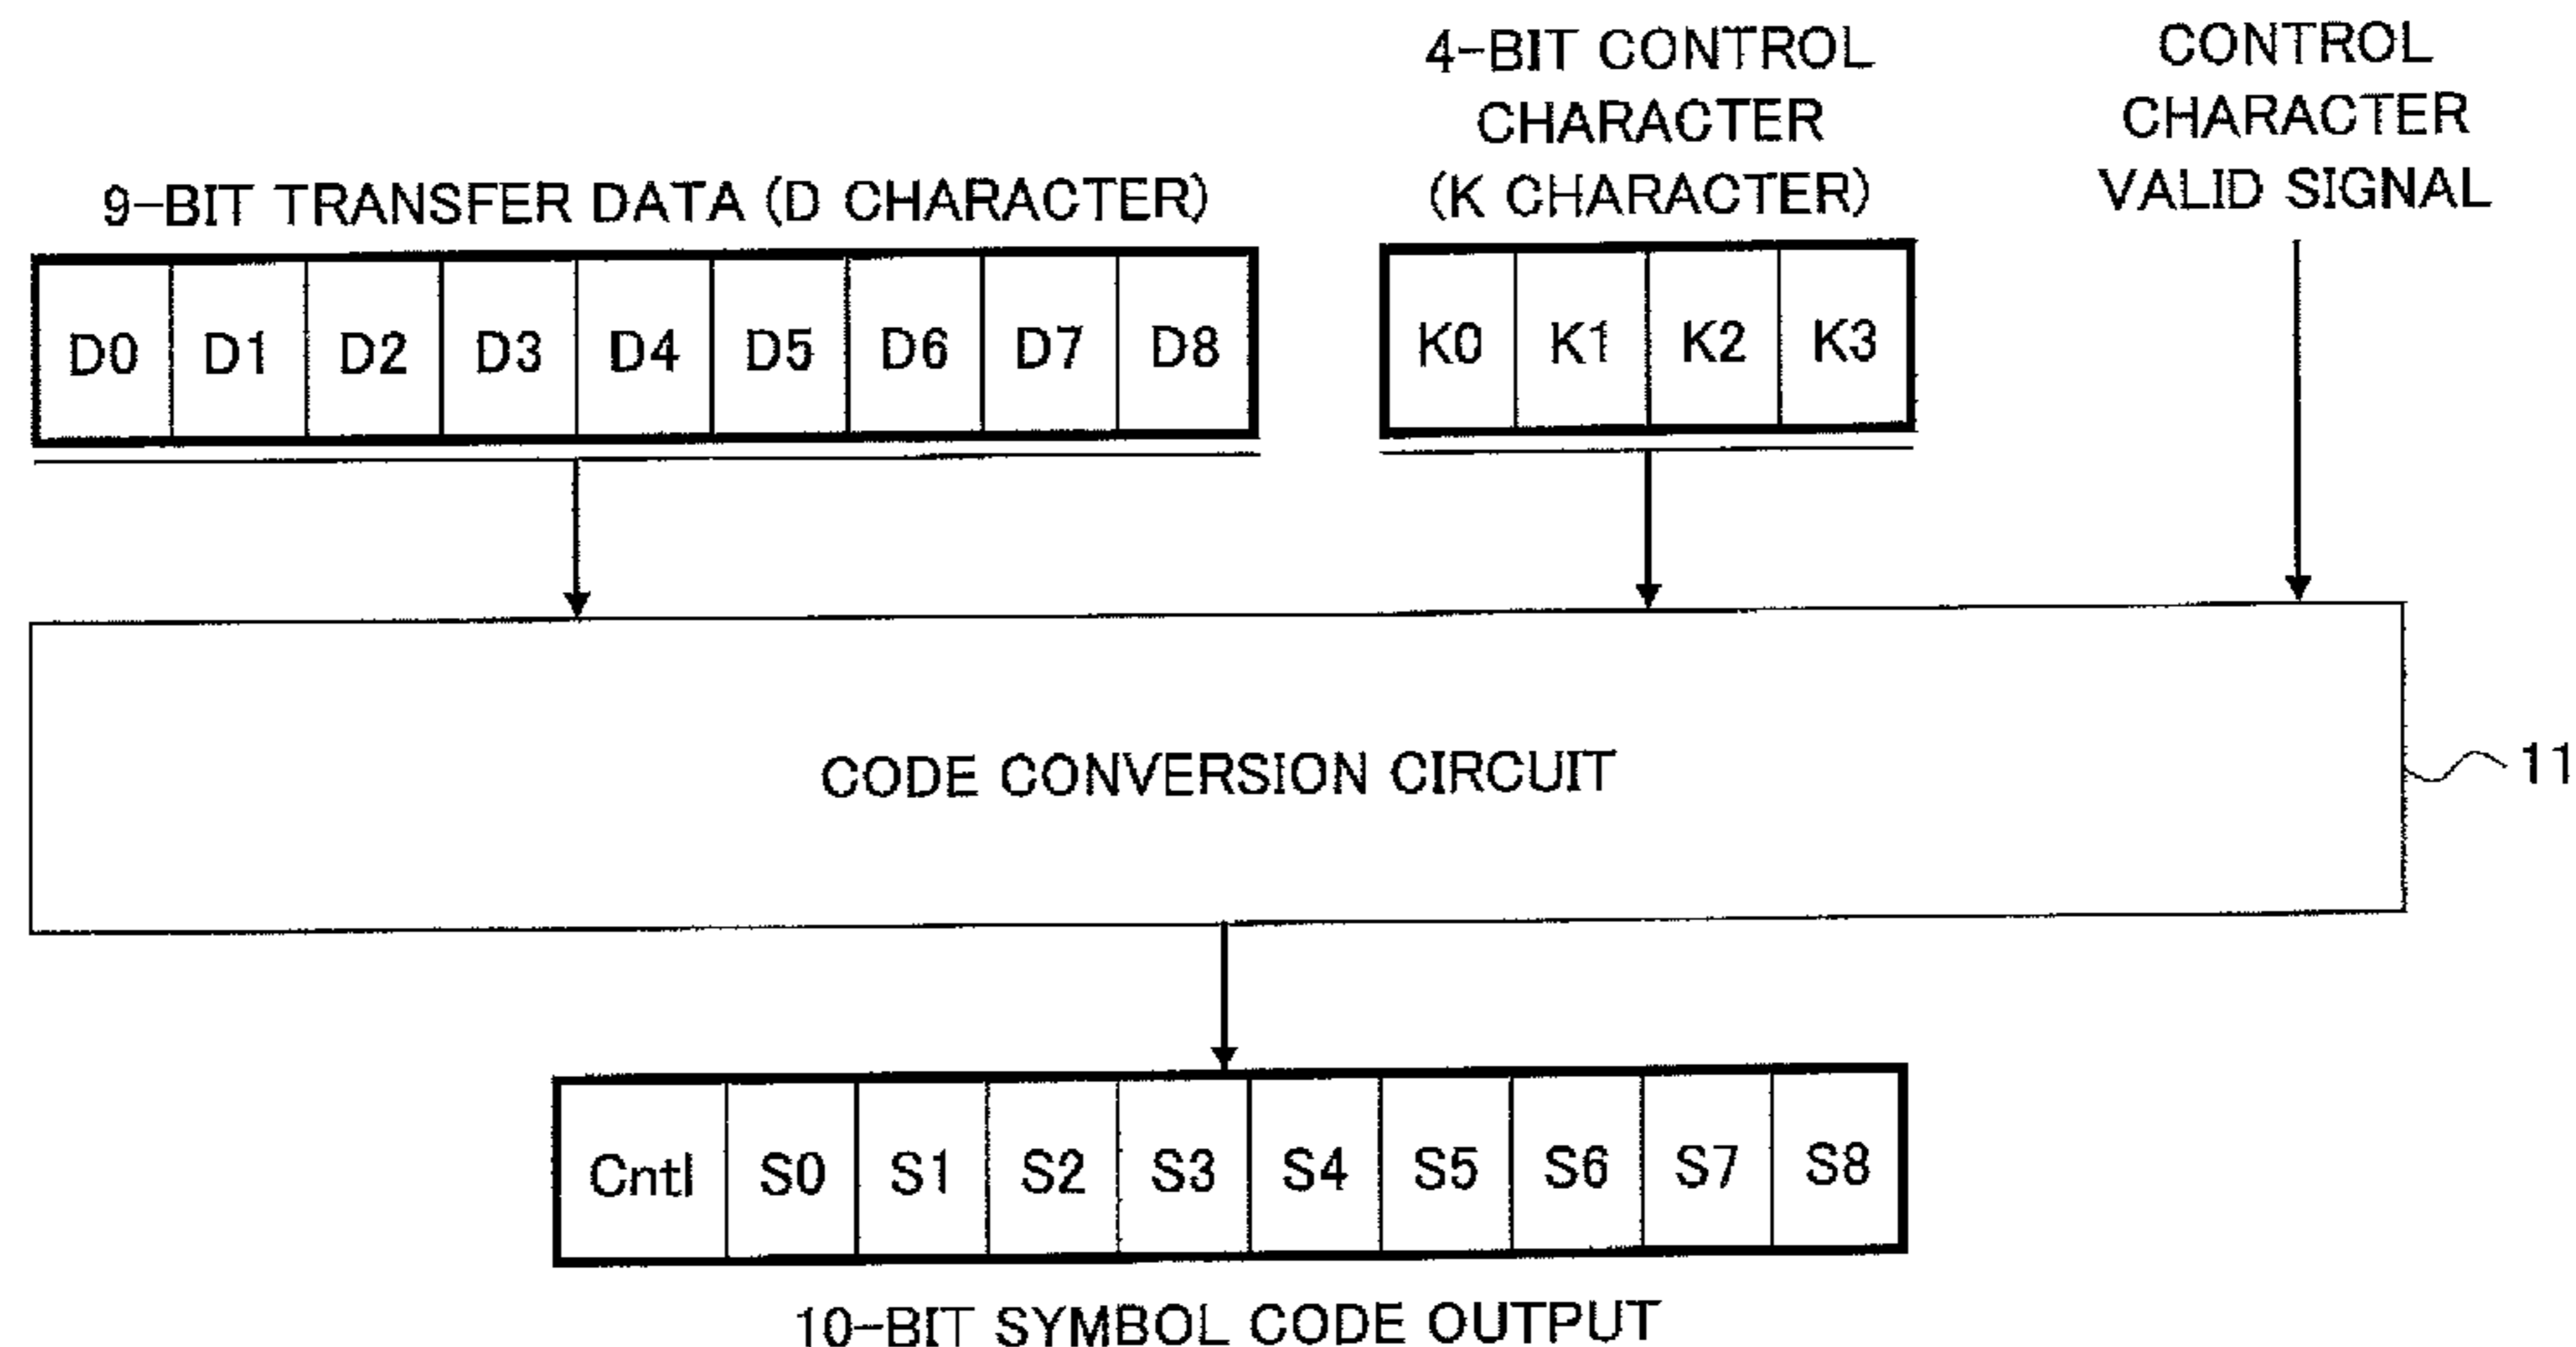 9-BIT TRANSFER DATA (D CHARACTER)
4-BIT CONTROL
CHARACTER
(K CHARACTER)
CONTROL
CHARACTER
VALID SIGNAL
D0 D1 D2 D3 D4 D5 D6 D7 D8
K0 K1 K2 K3
CODE CONVERSION CIRCUIT
11
Cntl S0 S1 S2 S3 S4 S5 S6 S7 S8
10-BIT SYMBOL CODE OUTPUT